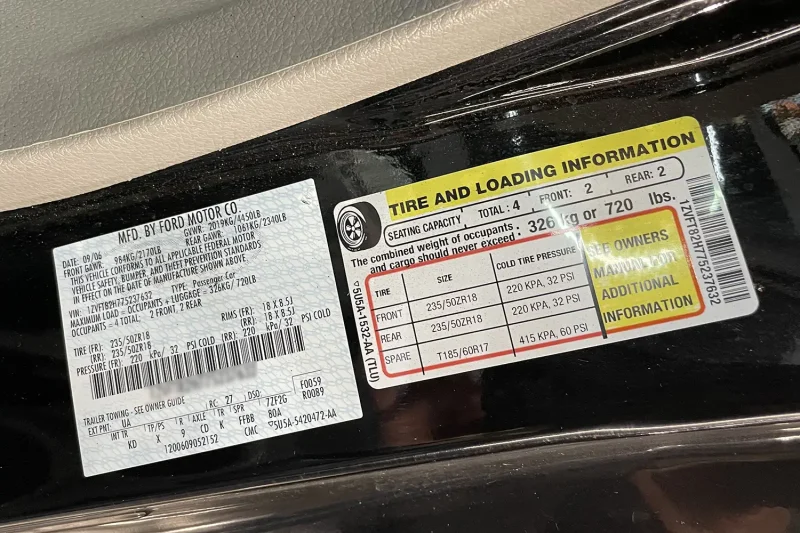 MFD. BY FORD MOTOR CO.
DATE: 09/06 GVWR: 2019KG/4450LB
FRONT GAWR: 984KG/2170LB REAR GAWR: 1061KG/2340LB
THIS VEHICLE CONFORMS TO ALL APPLICABLE FEDERAL MOTOR
VEHICLE SAFETY, BUMPER, AND THEFT PREVENTION STANDARDS
IN EFFECT ON THE DATE OF MANUFACTURE SHOWN ABOVE.
VIN: 1ZVFT82H775237632 TYPE: Passenger Car
MAXIMUM LOAD = OCCUPANTS + LUGGAGE = 326KG/ 720LB
OCCUPANTS = 4 TOTAL, 2 FRONT, 2 REAR
TIRE (FR): 235/50ZR18 RIMS (FR): 18 X 8.5J
(RR): 235/50ZR18 (RR): 18 X 8.5J
PRESSURE (FR): 220 kPa/ 32 PSI COLD (RR): 220 kPa/ 32 PSI COLD
TRAILER TOWING - SEE OWNER GUIDE
F0059
EXT PNT: UA RC: 27 DSO: R0089
INT TR TP/PS R AXLE TR SPR 7ZF2G
KD X 9 CD K FFBB BOA
1200609052152 CMC 5U5A-5420472-AA
TIRE AND LOADING INFORMATION
SEATING CAPACITY TOTAL: 4 FRONT: 2 REAR: 2
The combined weight of occupants
and cargo should never exceed : 326 kg or 720 lbs.
TIRE SIZE COLD TIRE PRESSURE
FRONT 235/50ZR18 220 KPA, 32 PSI
REAR 235/50ZR18 220 KPA, 32 PSI
SPARE T185/60R17 415 KPA, 60 PSI
SEE OWNERS
MANUAL FOR
ADDITIONAL
INFORMATION
5U5A-1532-AA (TLU)
1ZVFT82H775237632